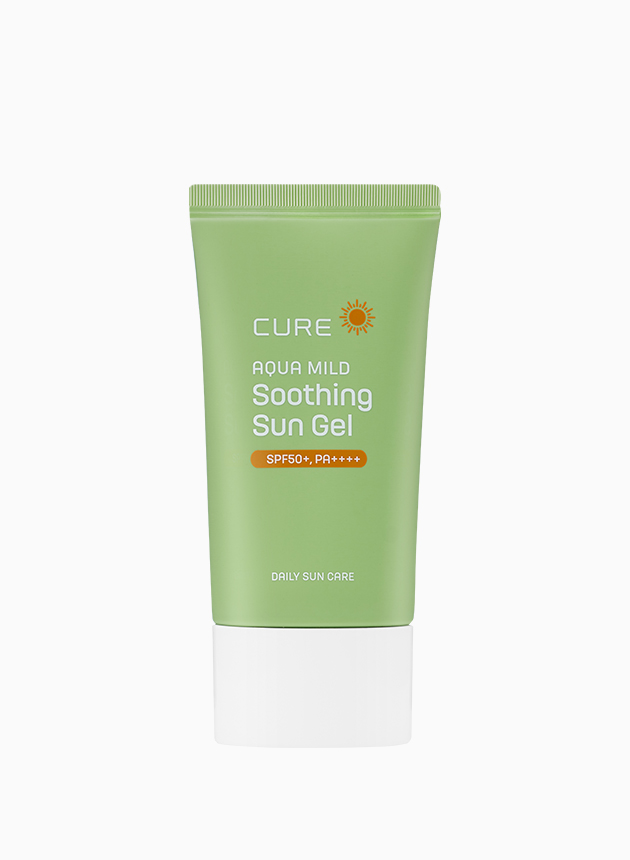 CURE
AQUA MILD
Soothing
Sun Gel
SPF50+, PA++++
DAILY SUN CARE